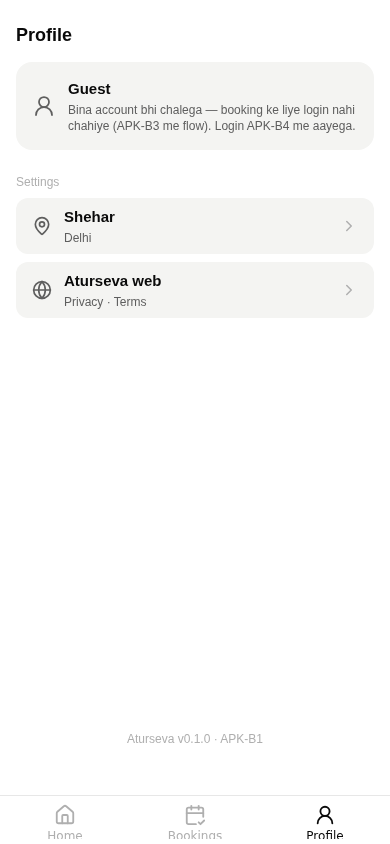 Profile
Guest
Bina account bhi chalega — booking ke liye login nahi
chahiye (APK-B3 me flow). Login APK-B4 me aayega.
Settings
Shehar
Delhi
Aturseva web
Privacy · Terms
Aturseva v0.1.0 · APK-B1
Home
Bookings
Profile